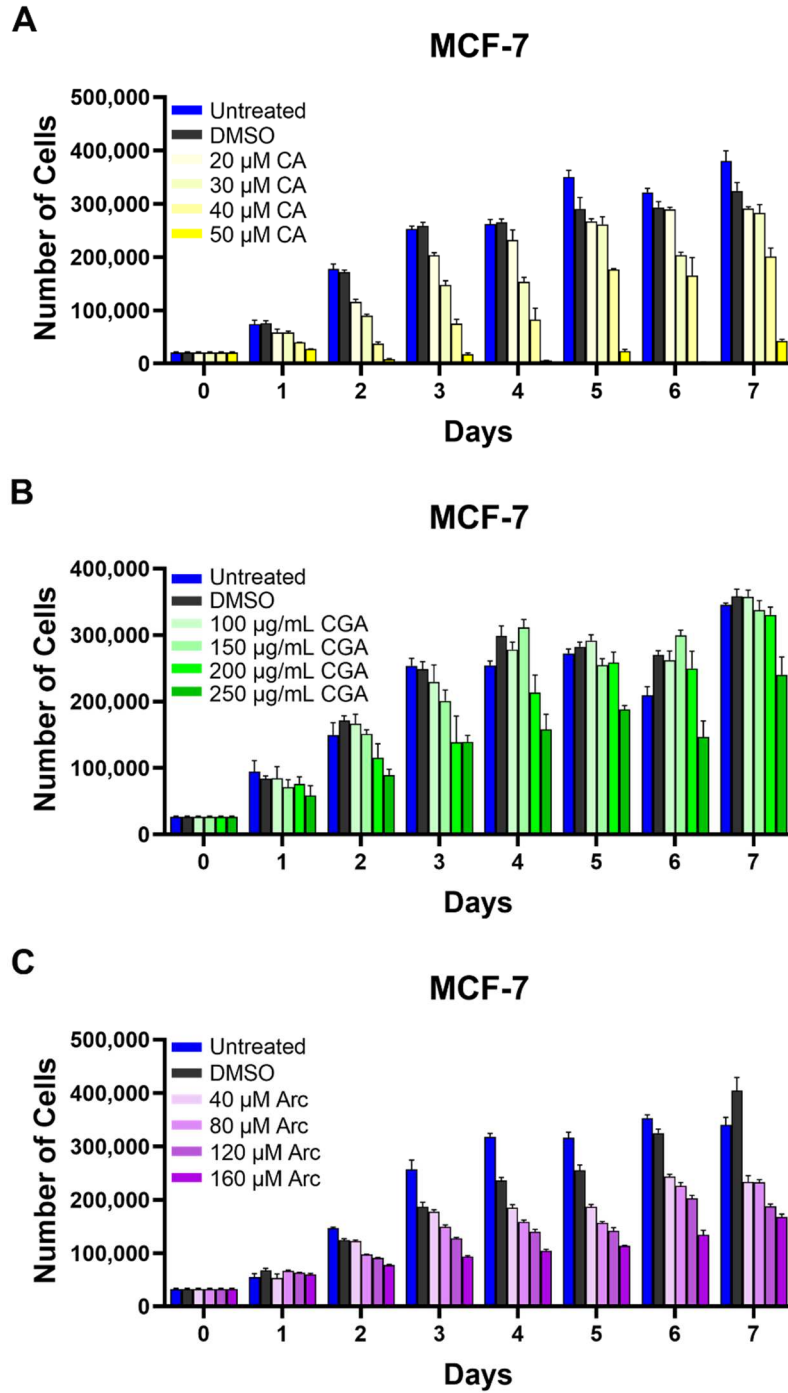 A
MCF-7
Number of Cells
500,000
400,000
300,000
200,000
100,000
0
Untreated
DMSO
20 µM CA
30 µM CA
40 µM CA
50 µM CA
0 1 2 3 4 5 6 7
Days
B
MCF-7
Number of Cells
400,000
300,000
200,000
100,000
0
Untreated
DMSO
100 µg/mL CGA
150 µg/mL CGA
200 µg/mL CGA
250 µg/mL CGA
0 1 2 3 4 5 6 7
Days
C
MCF-7
Number of Cells
500,000
400,000
300,000
200,000
100,000
0
Untreated
DMSO
40 µM Arc
80 µM Arc
120 µM Arc
160 µM Arc
0 1 2 3 4 5 6 7
Days